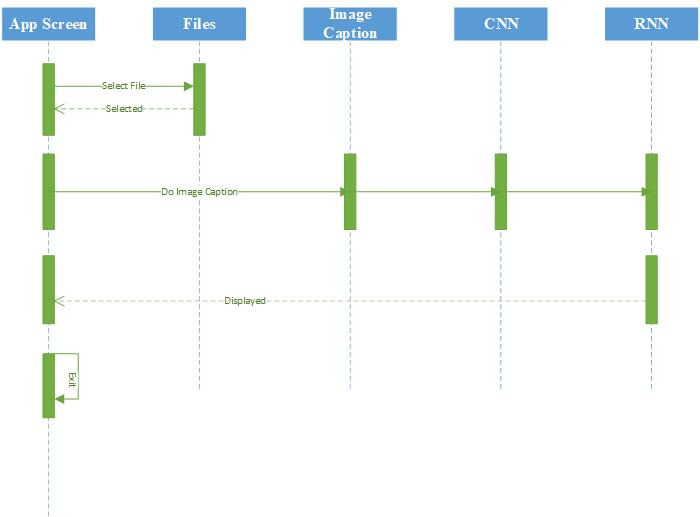 App Screen
Files
Image
Caption
CNN
RNN
Select File
Selected
Do Image Caption
Displayed
Exit